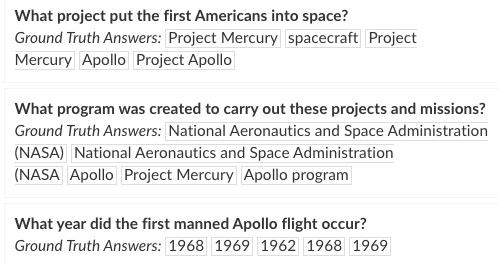 What project put the first Americans into space?
Ground Truth Answers: Project Mercury spacecraft Project
Mercury Apollo Project Apollo
What program was created to carry out these projects and missions?
Ground Truth Answers: National Aeronautics and Space Administration
(NASA) National Aeronautics and Space Administration
(NASA Apollo Project Mercury Apollo program
What year did the first manned Apollo flight occur?
Ground Truth Answers: 1968 1969 1962 1968 1969